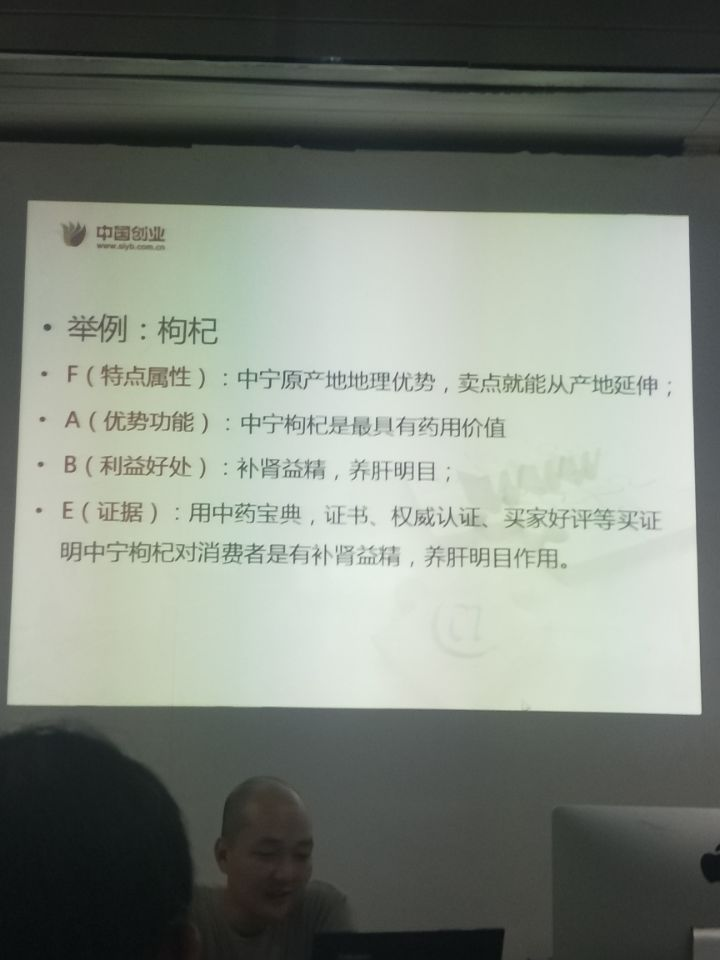 中国创业
www.siyb.com.cn
• 举例：枸杞
• F（特点属性）：中宁原产地地理优势，卖点就能从产地延伸；
• A（优势功能）：中宁枸杞是最具有药用价值
• B（利益好处）：补肾益精，养肝明目；
• E（证据）：用中药宝典，证书、权威认证、买家好评等买证
明中宁枸杞对消费者是有补肾益精，养肝明目作用。